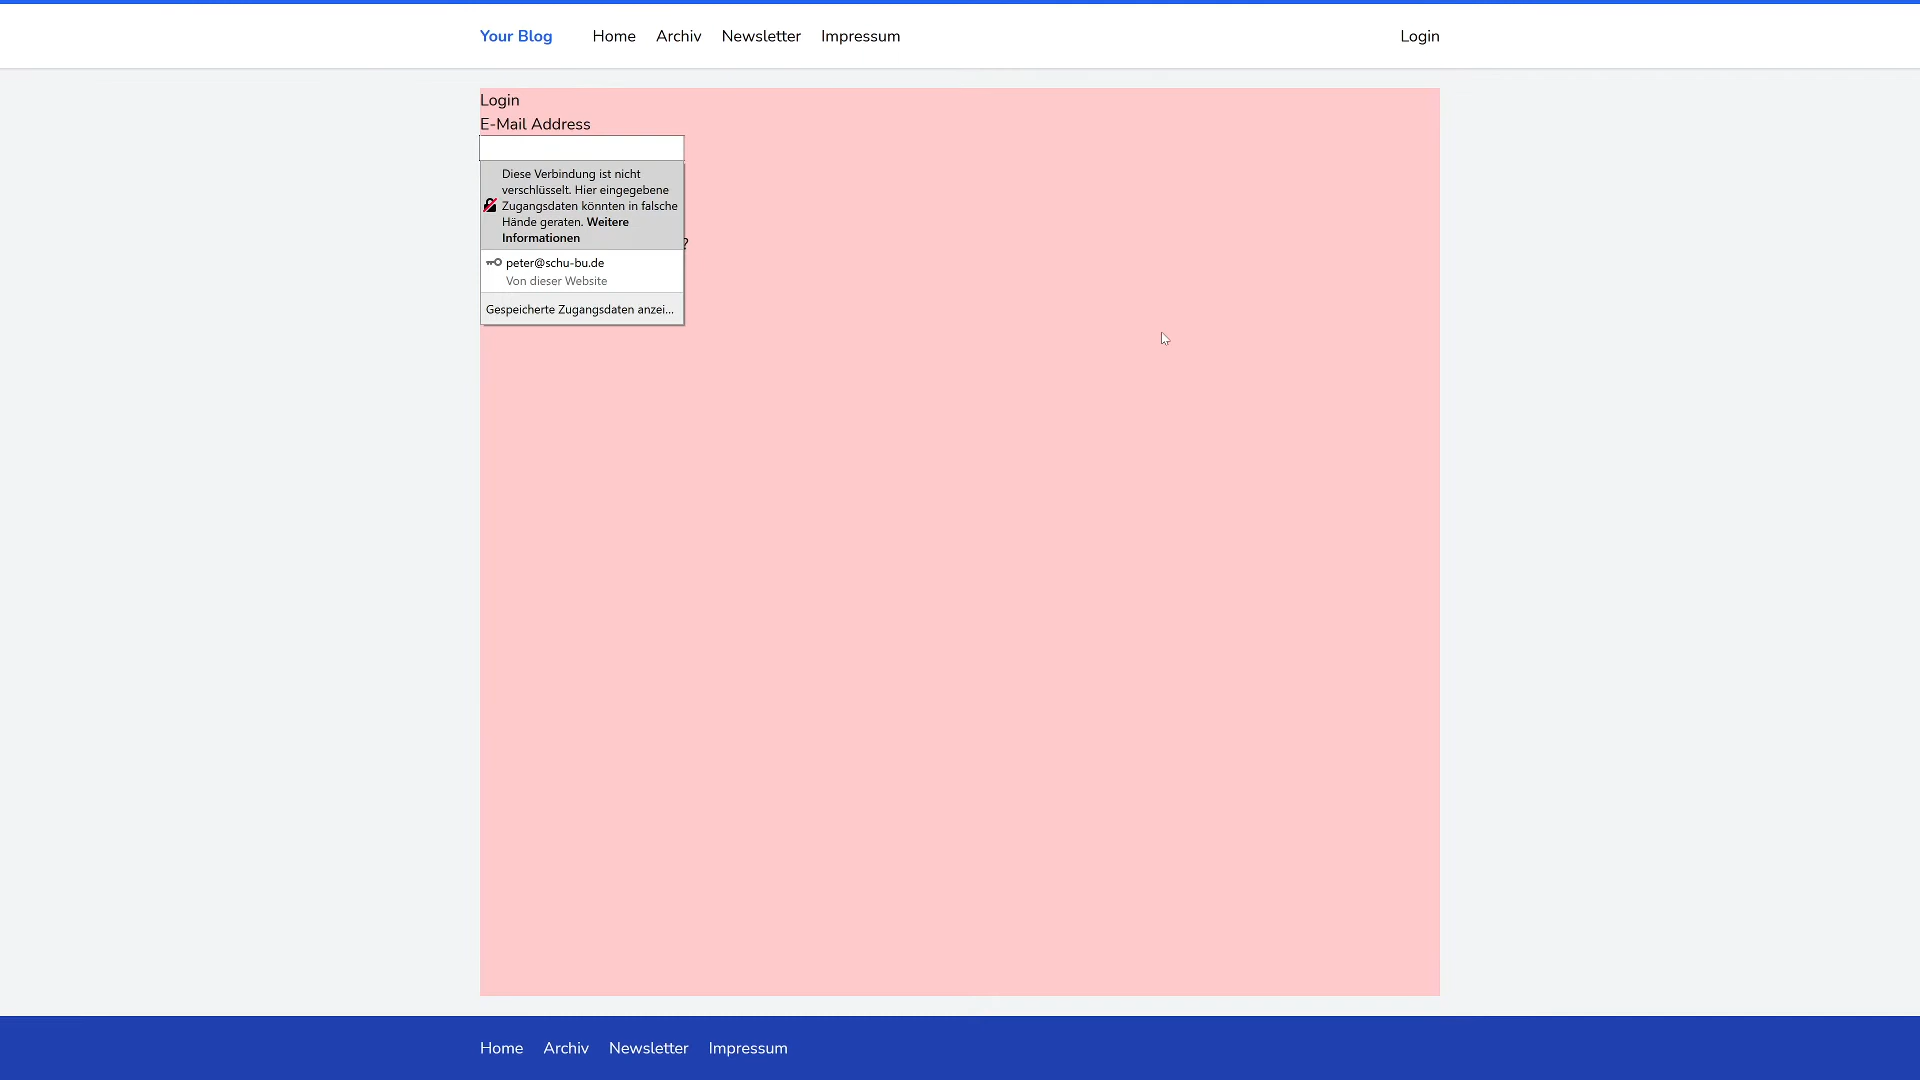 Your Blog Home Archiv Newsletter Impressum Login
Login
E-Mail Address
Diese Verbindung ist nicht
verschlüsselt. Hier eingegebene
Zugangsdaten könnten in falsche
Hände geraten. Weitere
Informationen
?
peter@schu-bu.de
Von dieser Website
Gespeicherte Zugangsdaten anzei...
Home Archiv Newsletter Impressum